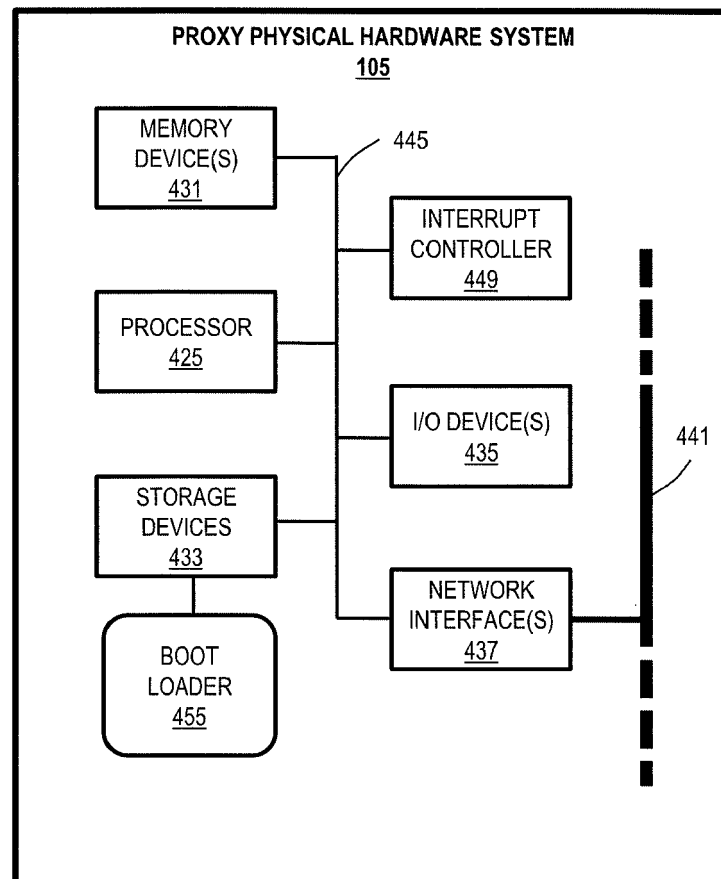 PROXY PHYSICAL HARDWARE SYSTEM
105
MEMORY
DEVICE(S)
431
445
INTERRUPT
CONTROLLER
449
PROCESSOR
425
I/O DEVICE(S)
435
441
STORAGE
DEVICES
433
NETWORK
INTERFACE(S)
437
BOOT
LOADER
455